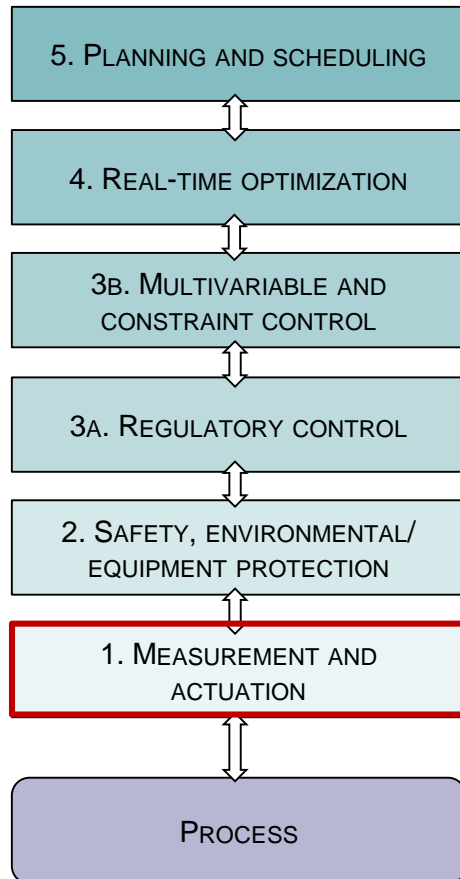 5. Planning and scheduling
4. Real-time optimization
3b. Multivariable and
constraint control
3a. Regulatory control
2. Safety, environmental/
equipment protection
1. Measurement and
actuation
Process